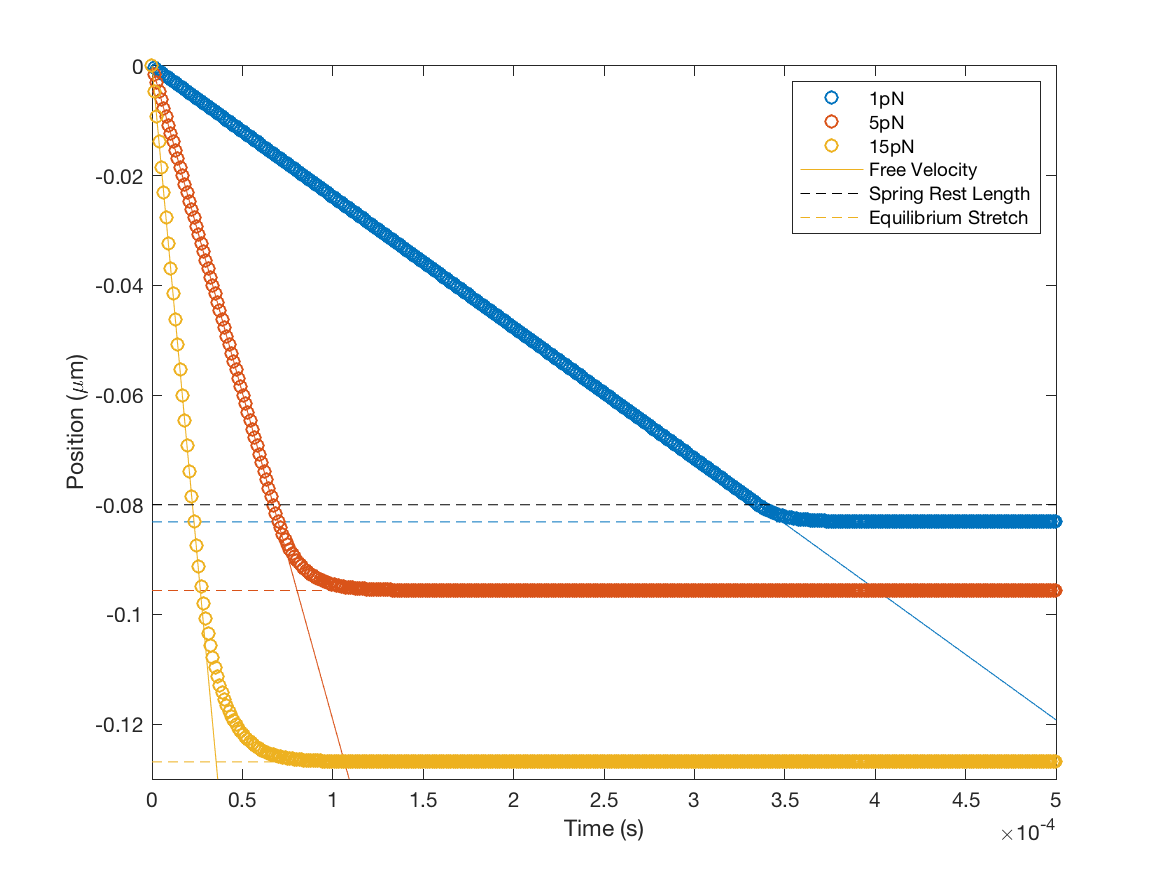 0
-0.02
-0.04
-0.06
-0.08
-0.1
-0.12
Position (μm)
1pN
5pN
15pN
Free Velocity
Spring Rest Length
Equilibrium Stretch
0 0.5 1 1.5 2 2.5 3 3.5 4 4.5 5
Time (s)
×10⁻⁴